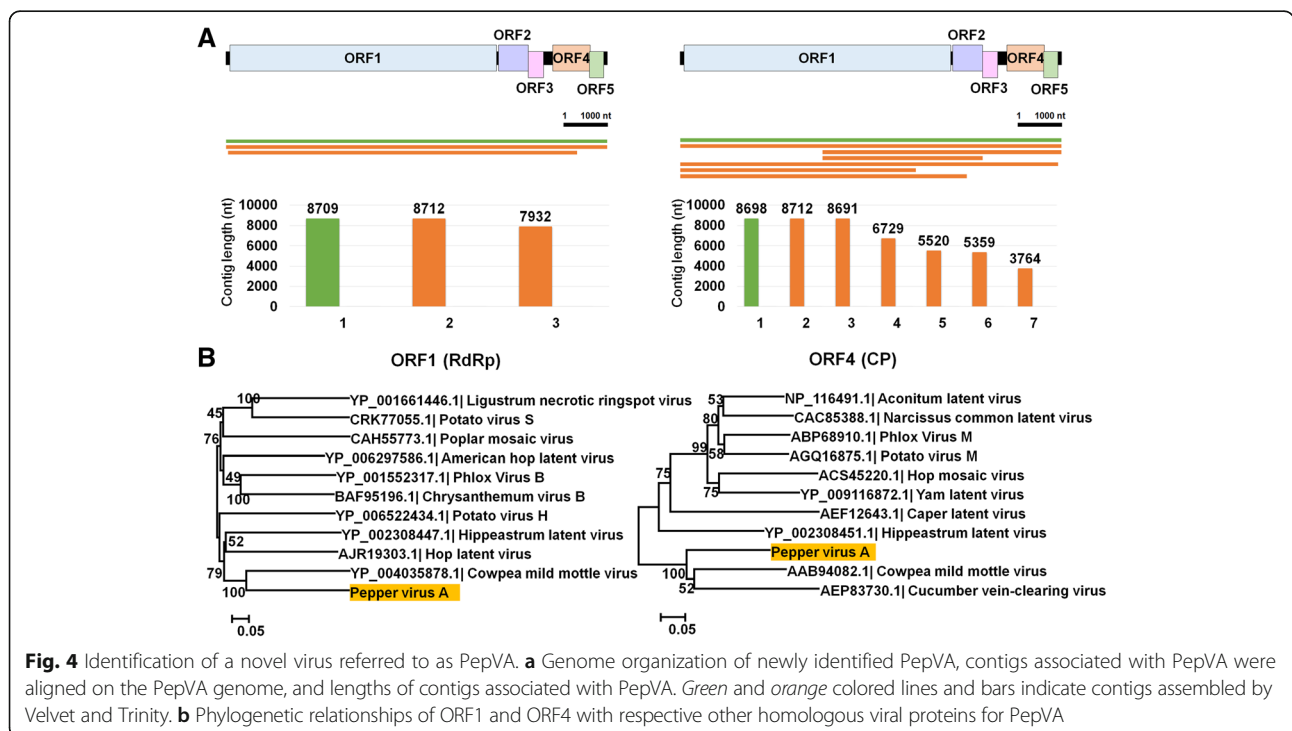 A
ORF2
ORF1
ORF4
ORF3
ORF5
1 1000 nt
ORF2
ORF1
ORF4
ORF3
ORF5
1 1000 nt
Contig length (nt)
10000
8000
6000
4000
2000
0
8709
8712
7932
1 2 3
Contig length (nt)
10000
8000
6000
4000
2000
0
8698
8712
8691
6729
5520
5359
3764
1 2 3 4 5 6 7
B
ORF1 (RdRp)
YP_001661446.1| Ligustrum necrotic ringspot virus
CRK77055.1| Potato virus S
CAH55773.1| Poplar mosaic virus
YP_006297586.1| American hop latent virus
YP_001552317.1| Phlox Virus B
BAF95196.1| Chrysanthemum virus B
YP_006522434.1| Potato virus H
YP_002308447.1| Hippeastrum latent virus
AJR19303.1| Hop latent virus
YP_004035878.1| Cowpea mild mottle virus
Pepper virus A
100
45
76
49
100
52
79
100
0.05
ORF4 (CP)
NP_116491.1| Aconitum latent virus
CAC85388.1| Narcissus common latent virus
ABP68910.1| Phlox Virus M
AGQ16875.1| Potato virus M
ACS45220.1| Hop mosaic virus
YP_009116872.1| Yam latent virus
AEF12643.1| Caper latent virus
YP_002308451.1| Hippeastrum latent virus
Pepper virus A
AAB94082.1| Cowpea mild mottle virus
AEP83730.1| Cucumber vein-clearing virus
53
80
99
58
75
75
100
52
0.05
Fig. 4 Identification of a novel virus referred to as PepVA. a Genome organization of newly identified PepVA, contigs associated with PepVA were
aligned on the PepVA genome, and lengths of contigs associated with PepVA. Green and orange colored lines and bars indicate contigs assembled by
Velvet and Trinity. b Phylogenetic relationships of ORF1 and ORF4 with respective other homologous viral proteins for PepVA